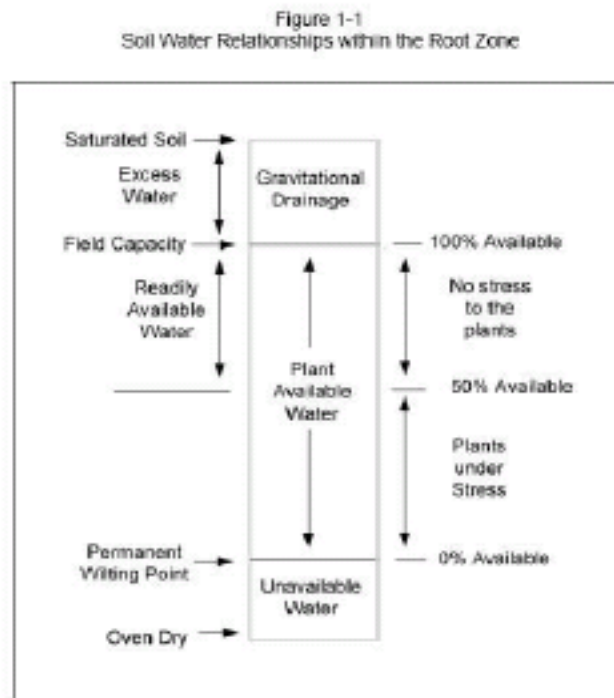 Figure 1-1
Soil Water Relationships within the Root Zone
Saturated Soil
Excess
Water
Gravitational
Drainage
Field Capacity
100% Available
Readily
Available
Water
No stress
to the
plants
Plant
Available
Water
50% Available
Plants
under
Stress
Permanent
Wilting Point
0% Available
Unavailable
Water
Oven Dry